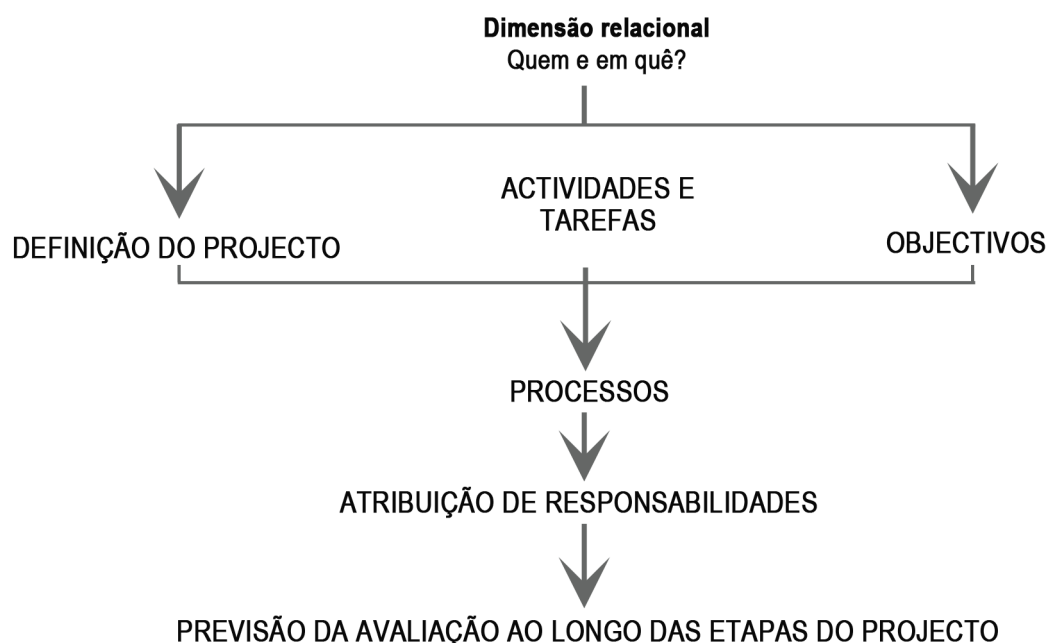 Dimensão relacional
Quem e em quê?
ACTIVIDADES E
TAREFAS
DEFINIÇÃO DO PROJECTO
OBJECTIVOS
PROCESSOS
ATRIBUIÇÃO DE RESPONSABILIDADES
PREVISÃO DA AVALIAÇÃO AO LONGO DAS ETAPAS DO PROJECTO